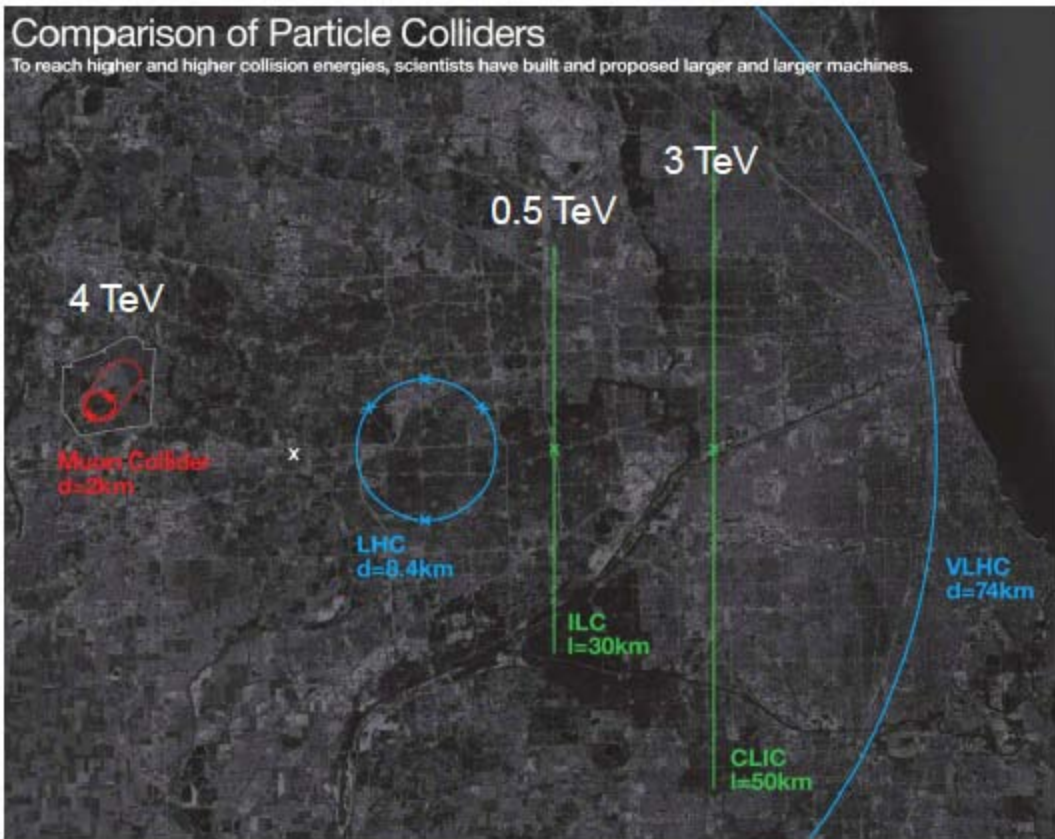 Comparison of Particle Colliders
To reach higher and higher collision energies, scientists have built and proposed larger and larger machines.
3 TeV
0.5 TeV
4 TeV
Muon Collider
d=2km
x
LHC
d=8.4km
VLHC
d=74km
ILC
l=30km
CLIC
l=50km